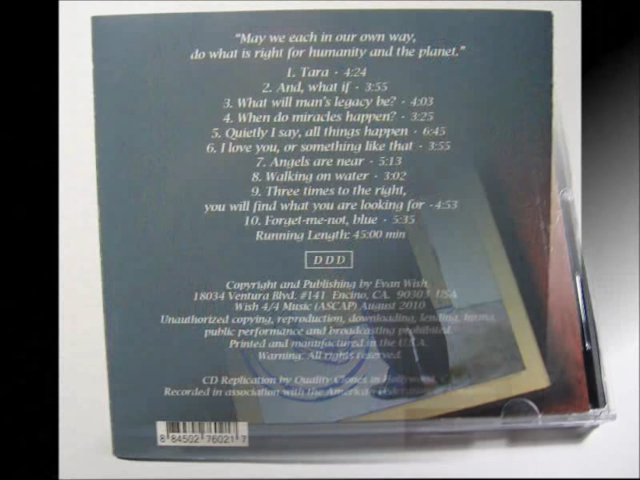 "May we each in our own way,
do what is right for humanity and the planet."
1. Tara · 4:24
2. And, what if · 3:55
3. What will man's legacy be? · 4:03
4. When do miracles happen? · 3:25
5. Quietly I say, all things happen · 6:45
6. I love you, or something like that · 3:55
7. Angels are near · 5:13
8. Walking on water · 3:02
9. Three times to the right,
you will find what you are looking for · 4:53
10. Forget-me-not, blue · 5:35
Running Length: 45:00 min
DDD
Copyright and Publishing by Evan Wish
18034 Ventura Blvd. #141 Encino, CA. 90303 USA
Wish 4/4 Music (ASCAP) August 2010
Unauthorized copying, reproduction, downloading, lending, hiring,
public performance and broadcasting prohibited.
Printed and manufactured in the U.S.A.
Warning: All rights reserved.
CD Replication by Quality Clones in
Recorded in association with the American
8 84502 76021 7